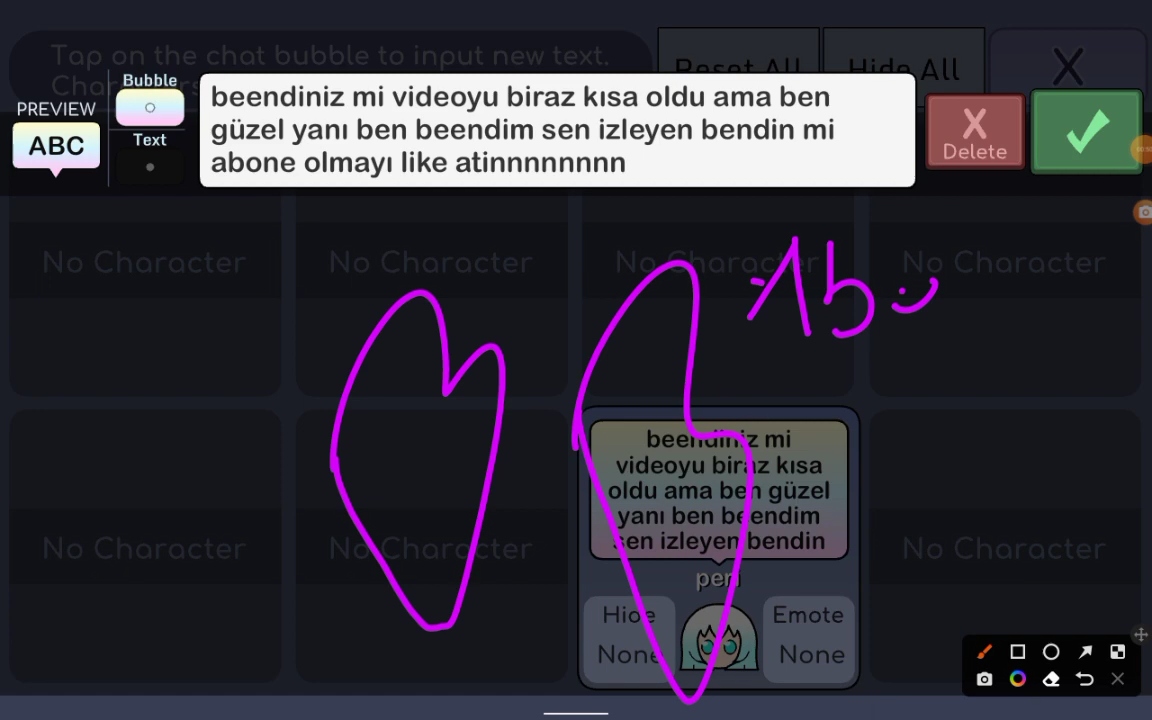 Tap on the chat bubble to input new text.
Reset All
Hide All
X
Bubble
PREVIEW
ABC
Text
beendiniz mi videoyu biraz kısa oldu ama ben
güzel yanı ben beendim sen izleyen bendin mi
abone olmayı like atinnnnnnnn
X
Delete
No Character
No Character
No Character
No Character
No Character
No Character
beendiniz mi
videoyu biraz kısa
oldu ama ben güzel
yanı ben beendim
sen izleyen bendin
peri
Hide
None
Emote
None
No Character